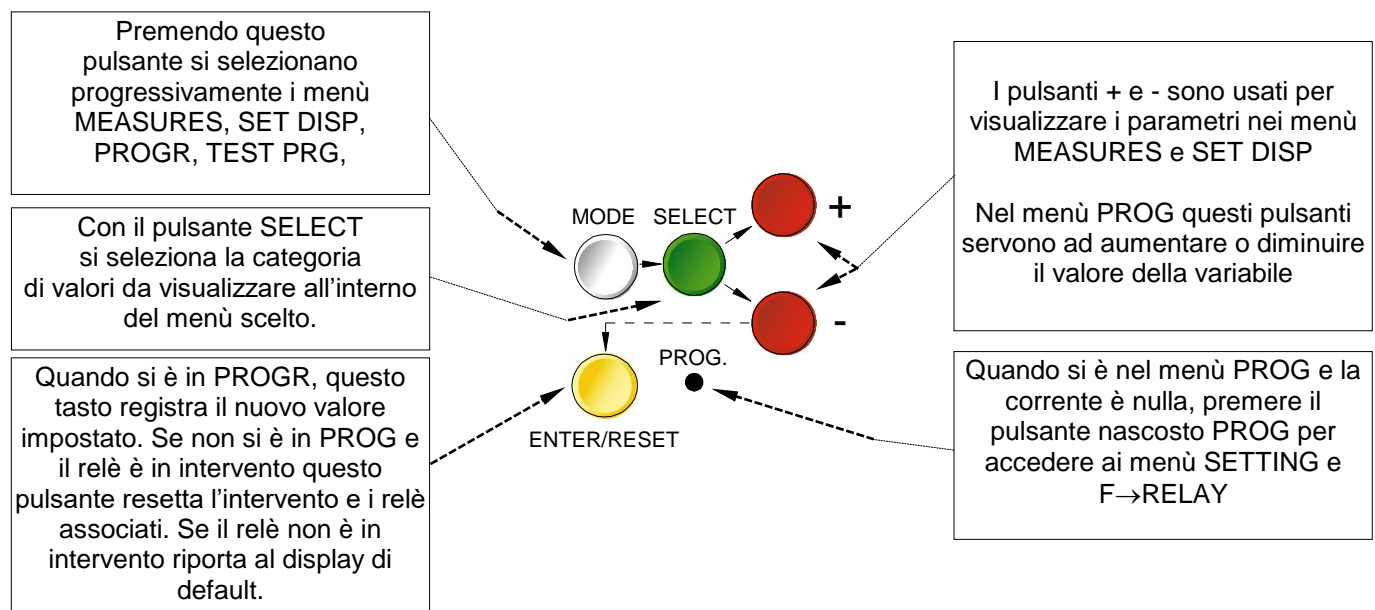 Premendo questo
pulsante si selezionano
progressivamente i menù
MEASURES, SET DISP,
PROGR, TEST PRG,
Con il pulsante SELECT
si seleziona la categoria
di valori da visualizzare all’interno
del menù scelto.
Quando si è in PROGR, questo
tasto registra il nuovo valore
impostato. Se non si è in PROG e
il relè è in intervento questo
pulsante resetta l’intervento e i relè
associati. Se il relè non è in
intervento riporta al display di
default.
MODE SELECT
+
-
PROG.
ENTER/RESET
I pulsanti + e - sono usati per
visualizzare i parametri nei menù
MEASURES e SET DISP
Nel menù PROG questi pulsanti
servono ad aumentare o diminuire
il valore della variabile
Quando si è nel menù PROG e la
corrente è nulla, premere il
pulsante nascosto PROG per
accedere ai menù SETTING e
F→RELAY